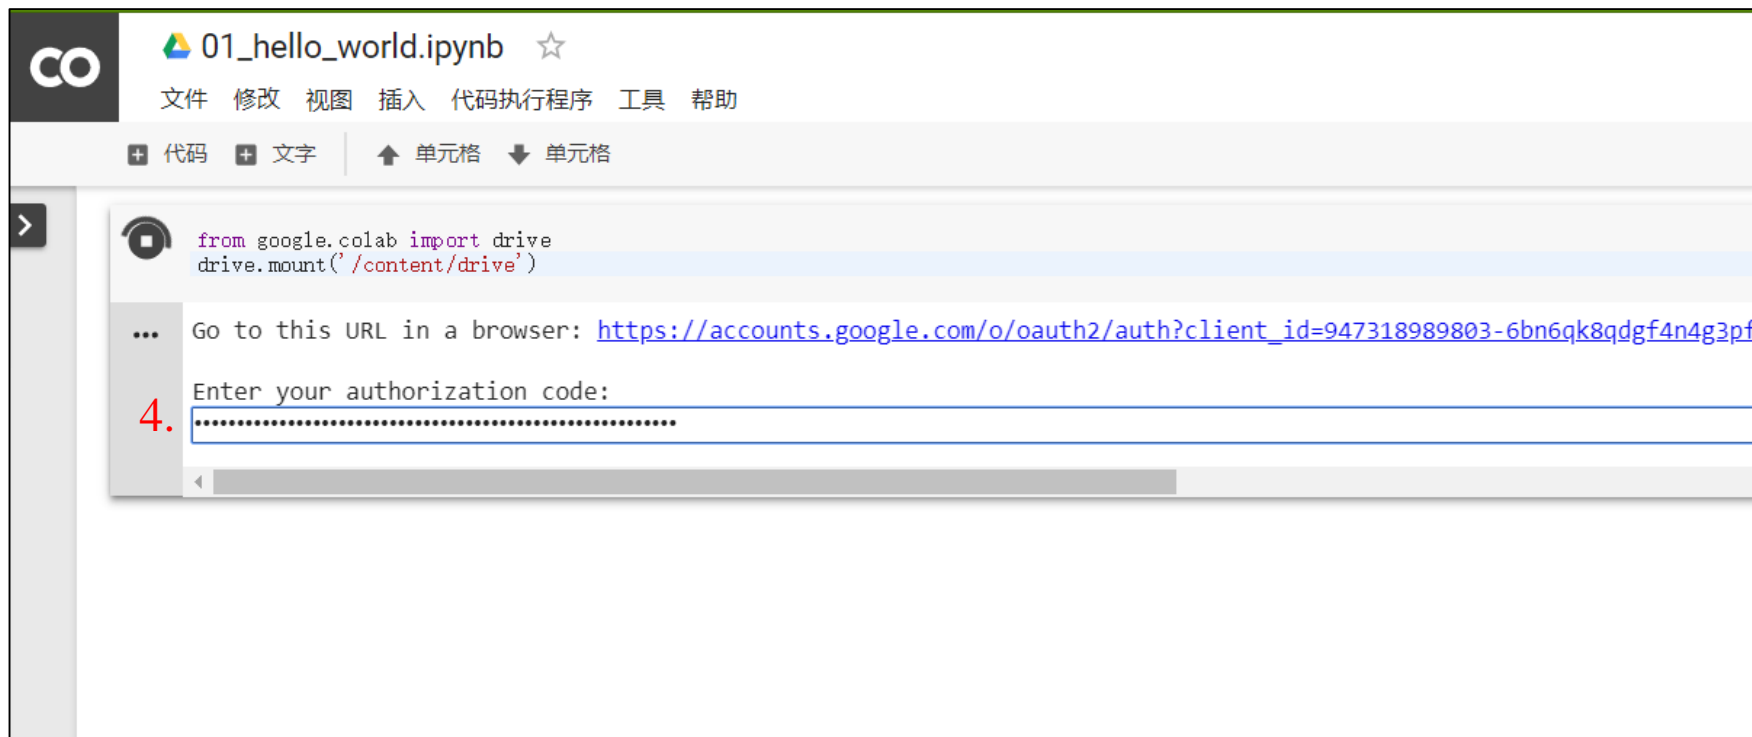 CO
01_hello_world.ipynb
文件 修改 视图 插入 代码执行程序 工具 帮助
代码 文字 单元格 单元格
from google.colab import drive
drive.mount('/content/drive')
Go to this URL in a browser: https://accounts.google.com/o/oauth2/auth?client_id=947318989803-6bn6qk8qdgf4n4g3pf
Enter your authorization code:
4.